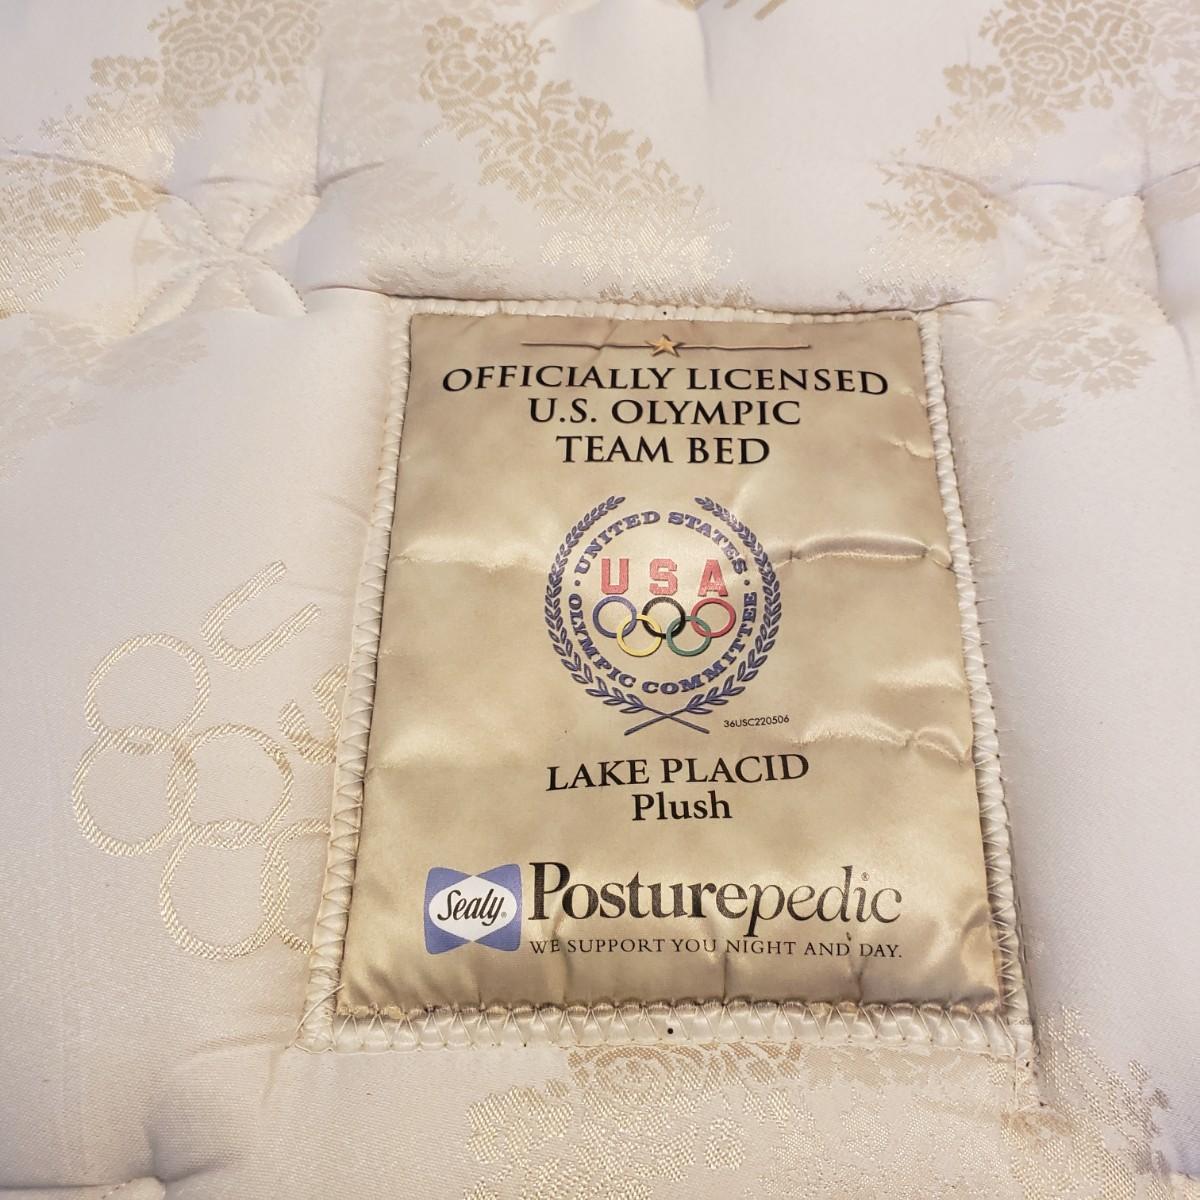 OFFICIALLY LICENSED
U.S. OLYMPIC
TEAM BED
· UNITED STATES ·
OLYMPIC COMMITTEE
USA
36USC220506
LAKE PLACID
Plush
Sealy®
Posturepedic®
WE SUPPORT YOU NIGHT AND DAY.